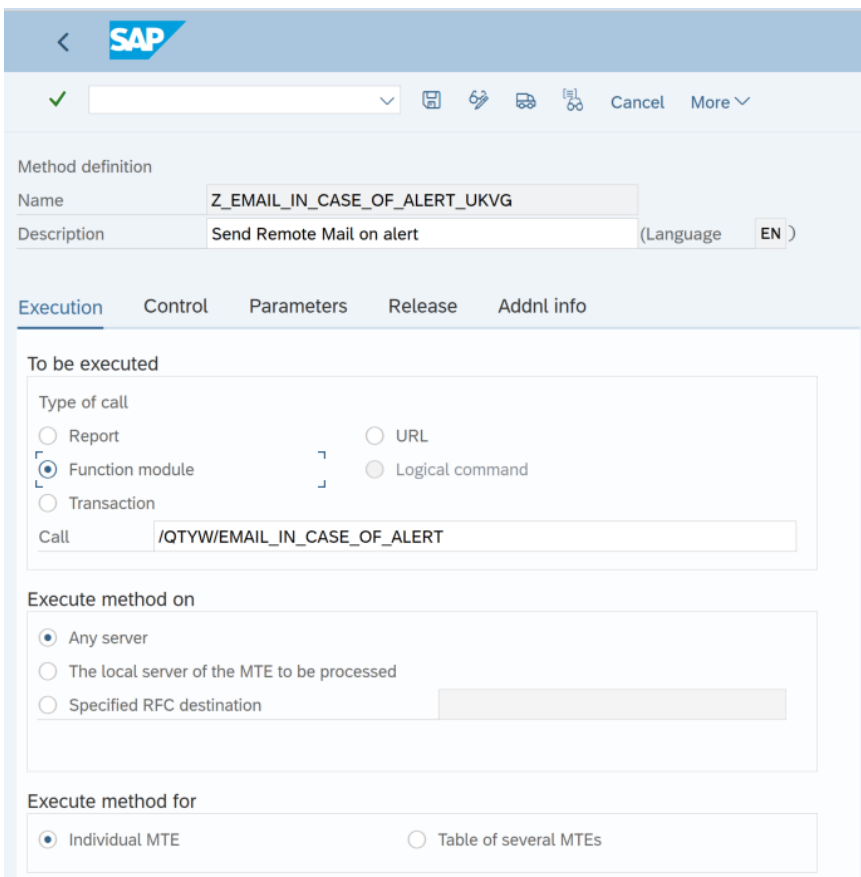 SAP
Cancel More
Method definition
Name Z_EMAIL_IN_CASE_OF_ALERT_UKVG
Description Send Remote Mail on alert (Language EN )
Execution Control Parameters Release Addnl info
To be executed
Type of call
Report URL
Function module Logical command
Transaction
Call /QTYW/EMAIL_IN_CASE_OF_ALERT
Execute method on
Any server
The local server of the MTE to be processed
Specified RFC destination
Execute method for
Individual MTE Table of several MTEs